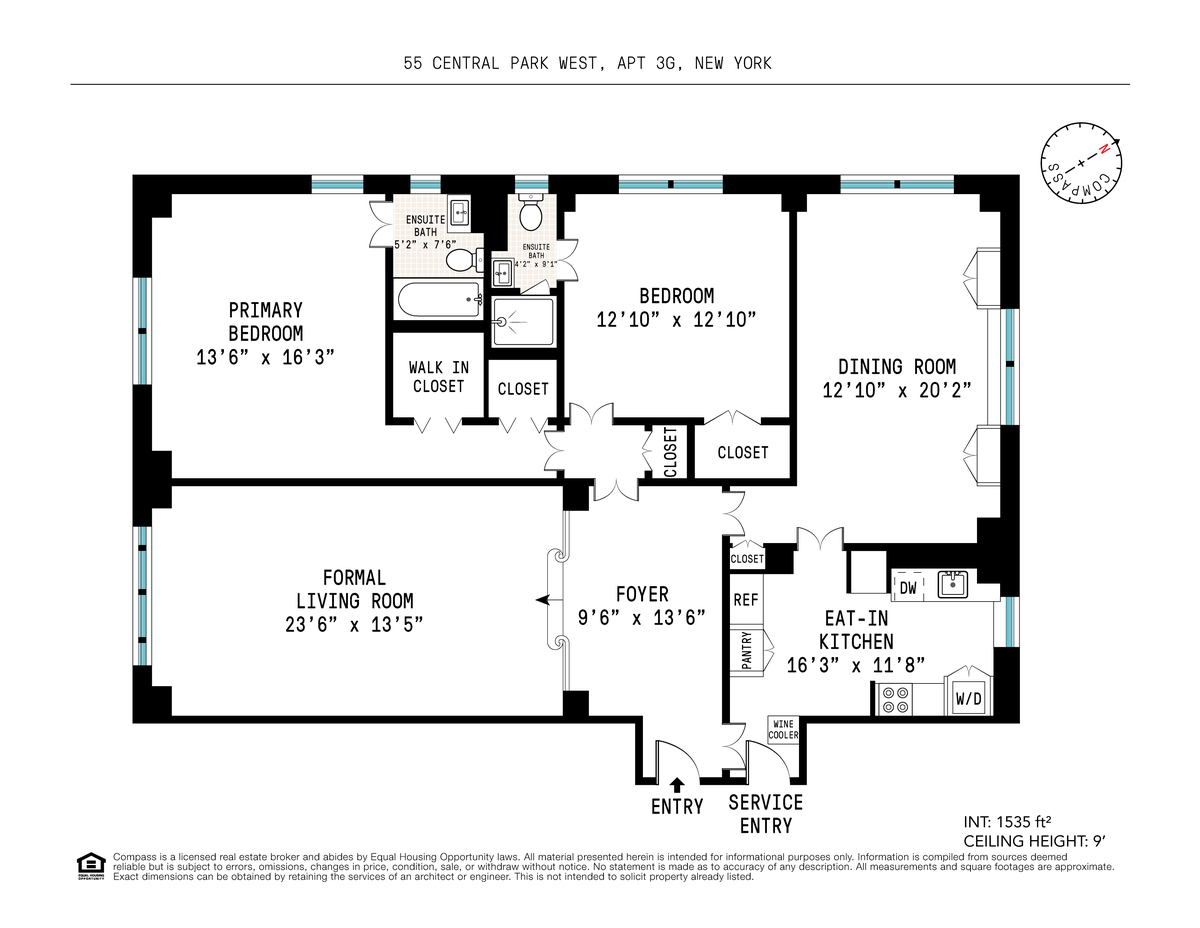 55 CENTRAL PARK WEST, APT 3G, NEW YORK
N
COMPASS
ENSUITE
BATH
5’2” x 7’6”
ENSUITE
BATH
4’2” x 9’1”
PRIMARY
BEDROOM
13’6” x 16’3”
BEDROOM
12’10” x 12’10”
WALK IN
CLOSET
CLOSET
DINING ROOM
12’10” x 20’2”
CLOSET
CLOSET
CLOSET
FORMAL
LIVING ROOM
23’6” x 13’5”
FOYER
9’6” x 13’6”
REF
DW
EAT-IN
KITCHEN
16’3” x 11’8”
PANTRY
W/D
WINE
COOLER
ENTRY
SERVICE
ENTRY
INT: 1535 ft²
CEILING HEIGHT: 9’
EQUAL HOUSING
OPPORTUNITY
Compass is a licensed real estate broker and abides by Equal Housing Opportunity laws. All material presented herein is intended for informational purposes only. Information is compiled from sources deemed
reliable but is subject to errors, omissions, changes in price, condition, sale, or withdraw without notice. No statement is made as to accuracy of any description. All measurements and square footages are approximate.
Exact dimensions can be obtained by retaining the services of an architect or engineer. This is not intended to solicit property already listed.